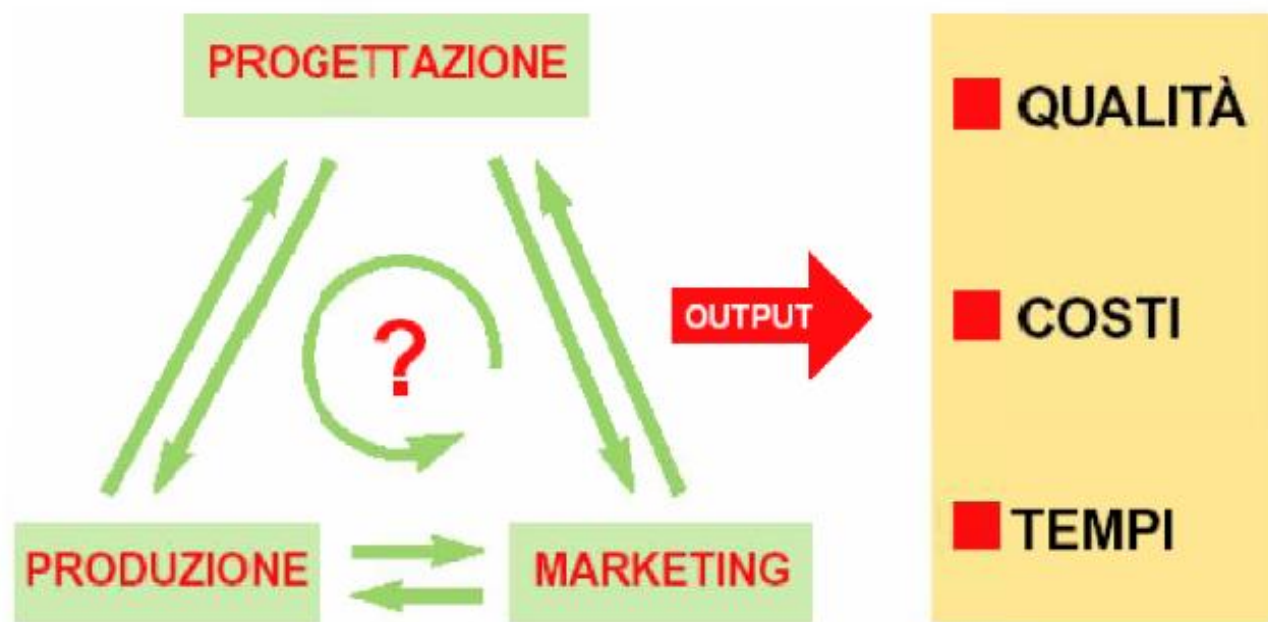 PROGETTAZIONE
?
PRODUZIONE
MARKETING
OUTPUT
QUALITÀ
COSTI
TEMPI